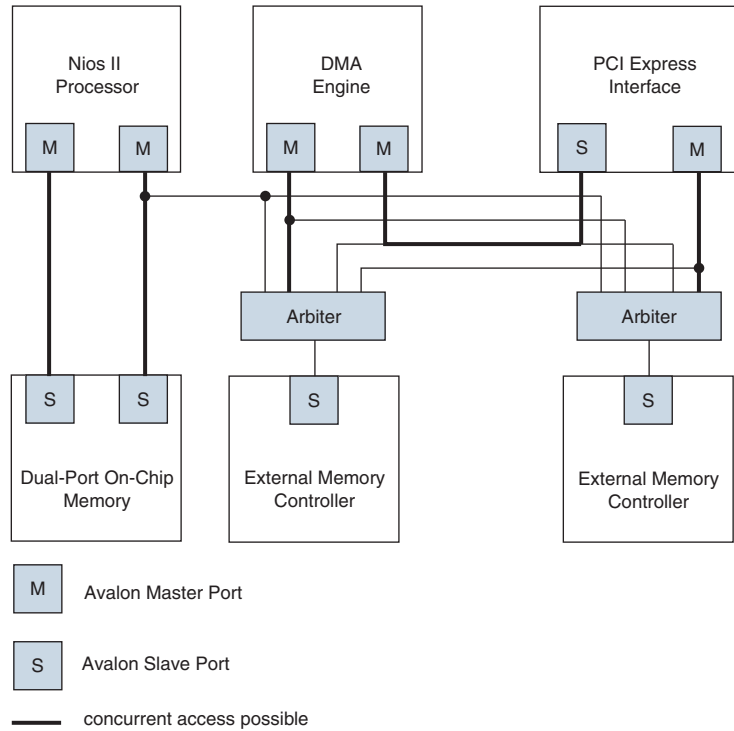 Nios II
Processor
DMA
Engine
PCI Express
Interface
M
M
M
M
S
M
Arbiter
Arbiter
S
S
S
S
Dual-Port On-Chip
Memory
External Memory
Controller
External Memory
Controller
M
Avalon Master Port
S
Avalon Slave Port
concurrent access possible